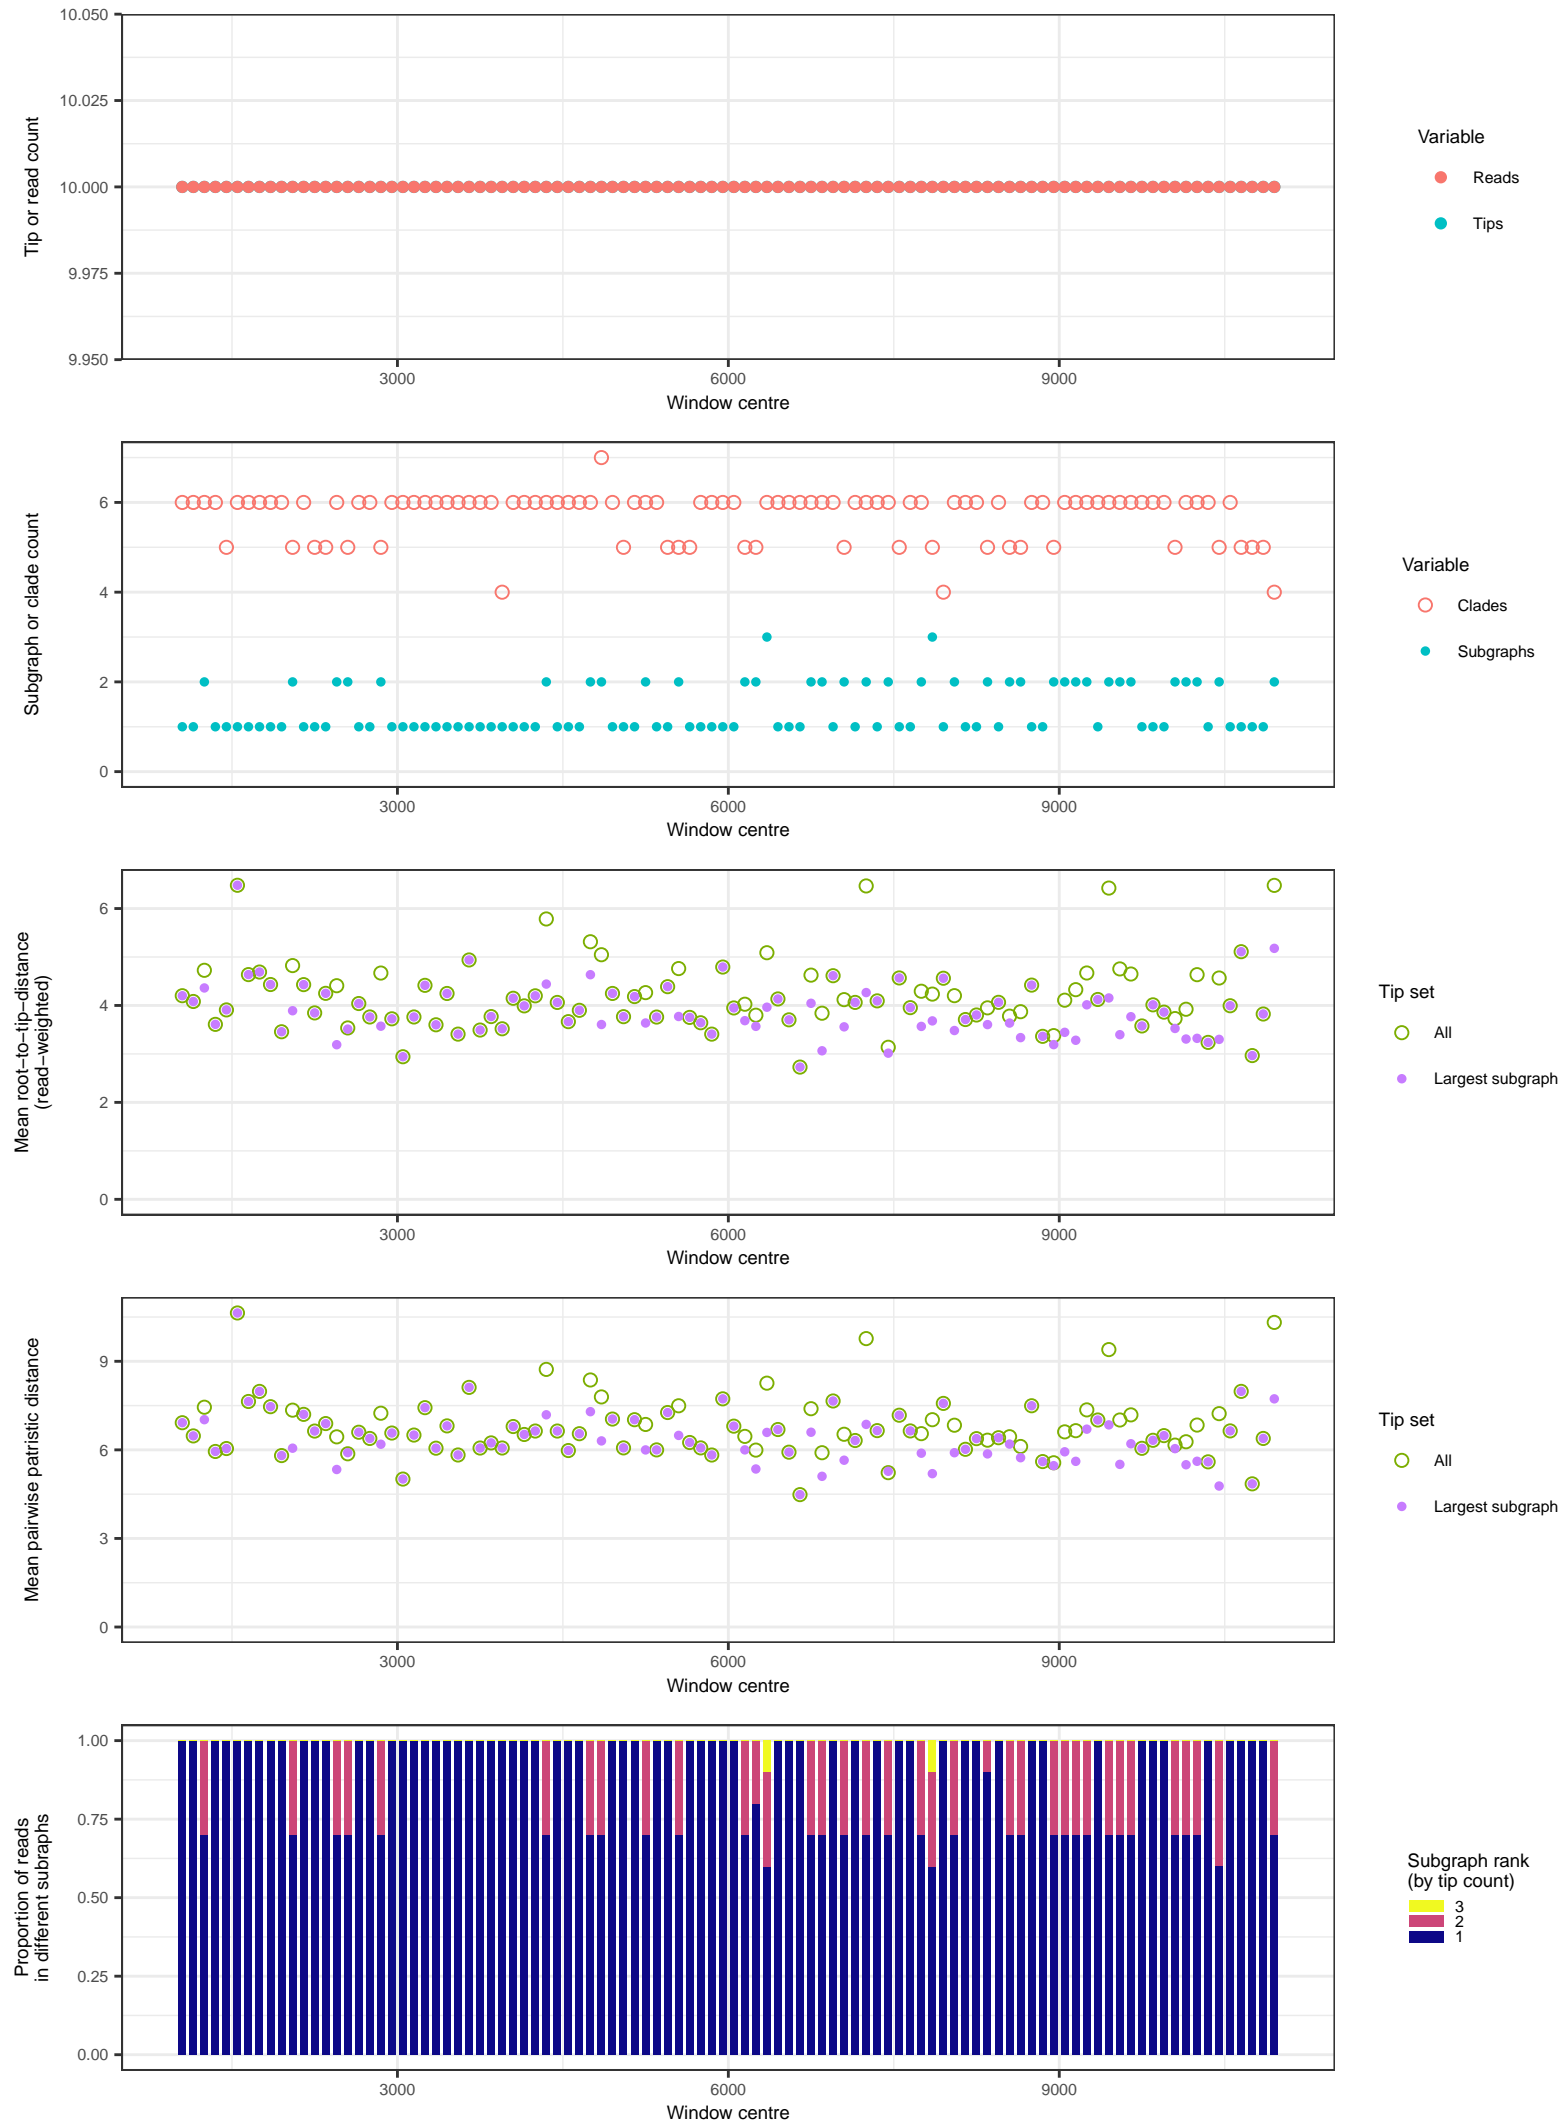 10.050
10.025
10.000
9.975
9.950
Tip or read count
3000
6000
9000
Window centre
Variable
Reads
Tips
6
4
2
0
Subgraph or clade count
3000
6000
9000
Window centre
Variable
Clades
Subgraphs
6
4
2
0
Mean root−to−tip−distance
(read−weighted)
3000
6000
9000
Window centre
Tip set
All
Largest subgraph
9
6
3
0
Mean pairwise patristic distance
3000
6000
9000
Window centre
Tip set
All
Largest subgraph
1.00
0.75
0.50
0.25
0.00
Proportion of reads
in different subraphs
3000
6000
9000
Window centre
Subgraph rank
(by tip count)
3
2
1